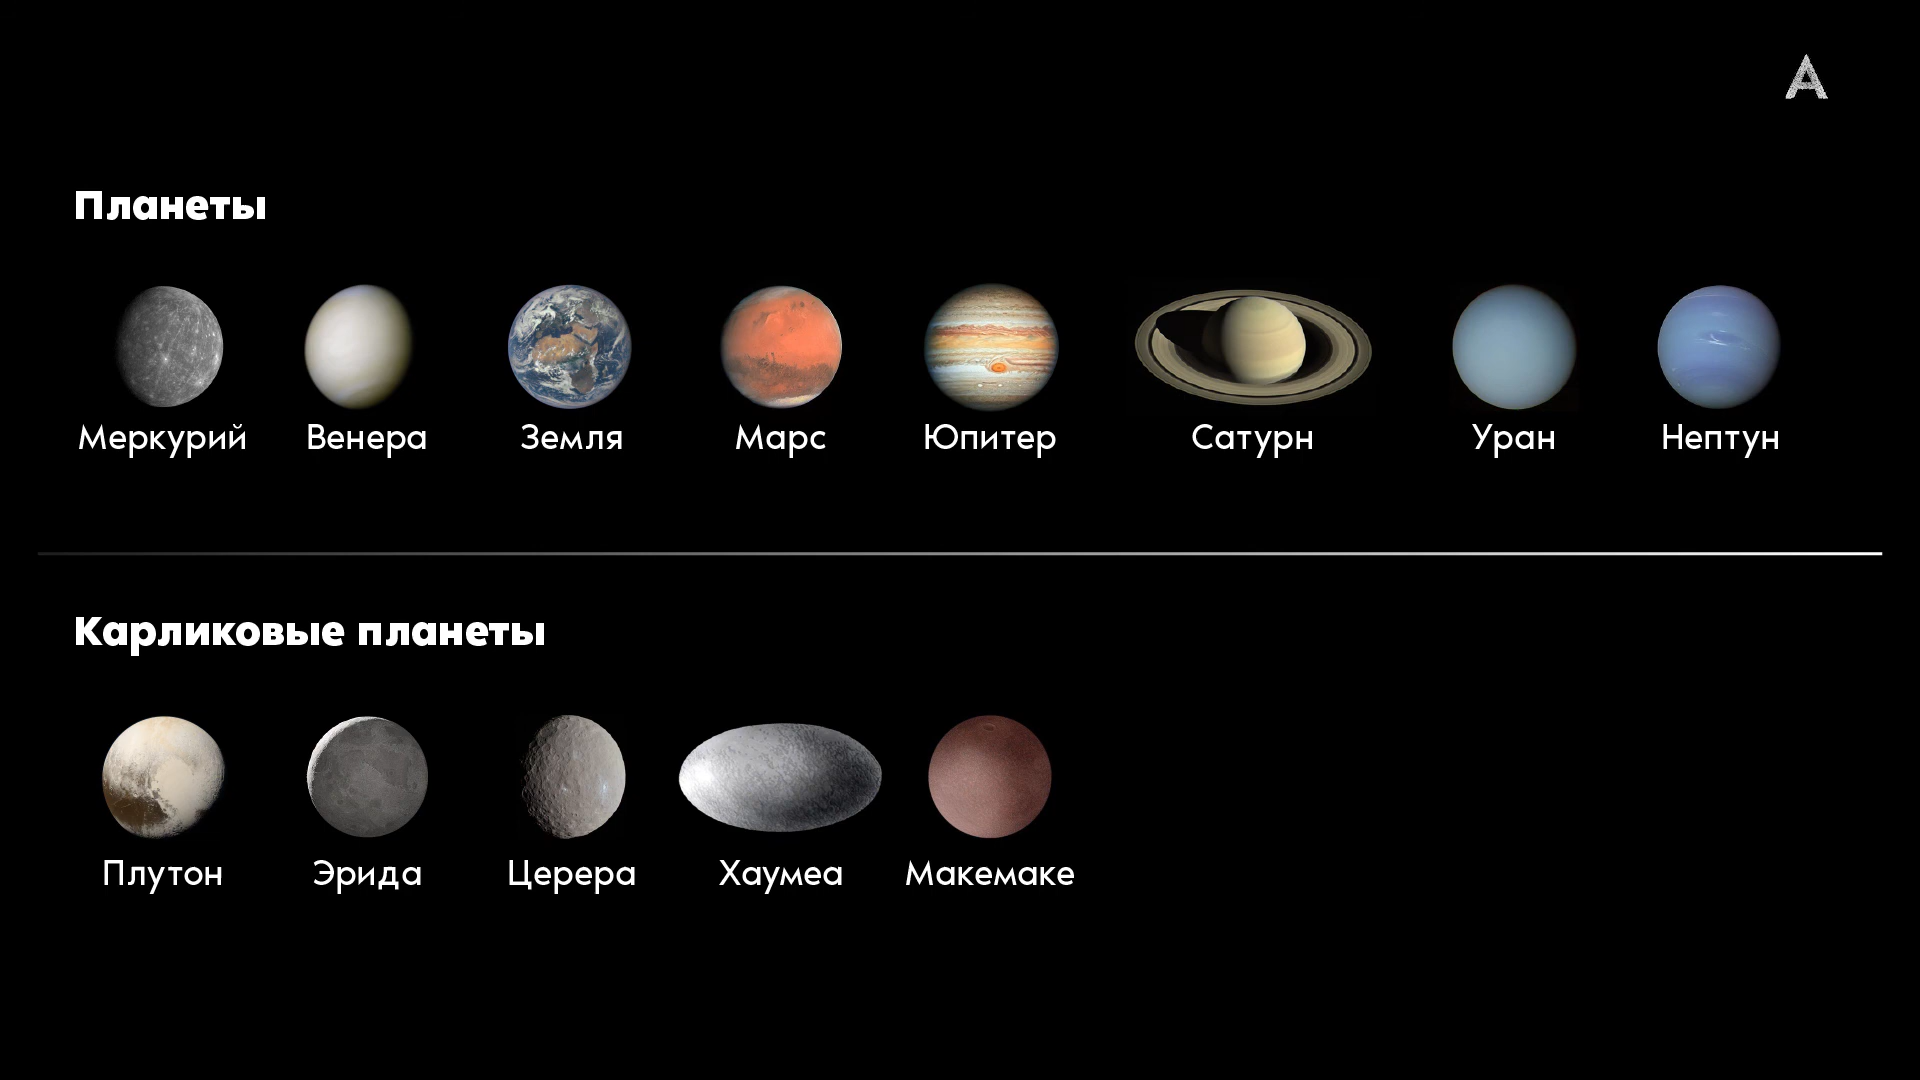 A
Планеты
Меркурий Венера Земля Марс Юпитер Сатурн Уран Нептун
Карликовые планеты
Плутон Эрида Церера Хаумеа Макемаке